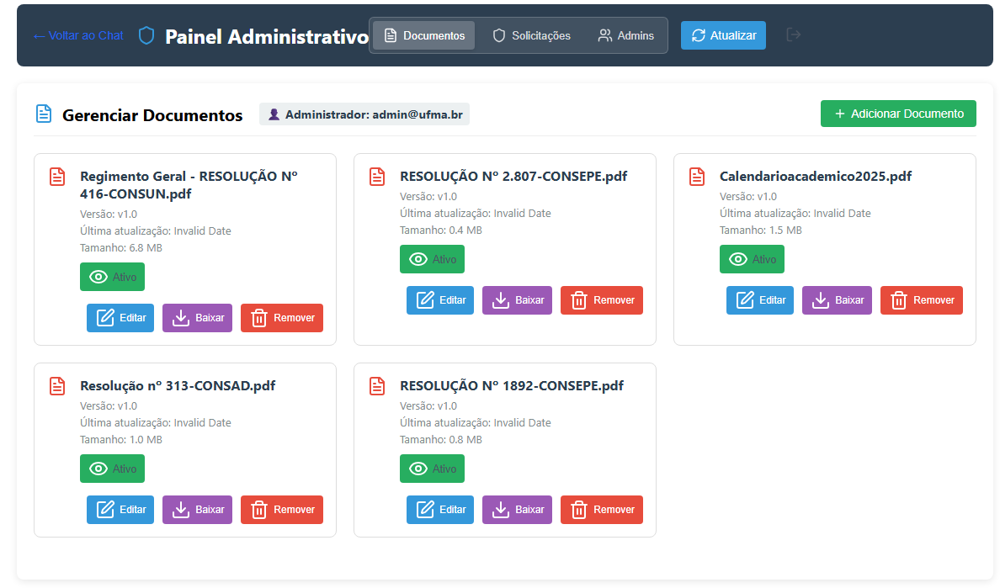 ← Voltar ao Chat
Painel Administrativo
Documentos
Solicitações
Admins
Atualizar
Gerenciar Documentos
Administrador: admin@ufma.br
+ Adicionar Documento
Regimento Geral - RESOLUÇÃO Nº
416-CONSUN.pdf
Versão: v1.0
Última atualização: Invalid Date
Tamanho: 6.8 MB
Ativo
Editar
Baixar
Remover
RESOLUÇÃO Nº 2.807-CONSEPE.pdf
Versão: v1.0
Última atualização: Invalid Date
Tamanho: 0.4 MB
Ativo
Editar
Baixar
Remover
Calendarioacademico2025.pdf
Versão: v1.0
Última atualização: Invalid Date
Tamanho: 1.5 MB
Ativo
Editar
Baixar
Remover
Resolução nº 313-CONSAD.pdf
Versão: v1.0
Última atualização: Invalid Date
Tamanho: 1.0 MB
Ativo
Editar
Baixar
Remover
RESOLUÇÃO Nº 1892-CONSEPE.pdf
Versão: v1.0
Última atualização: Invalid Date
Tamanho: 0.8 MB
Ativo
Editar
Baixar
Remover